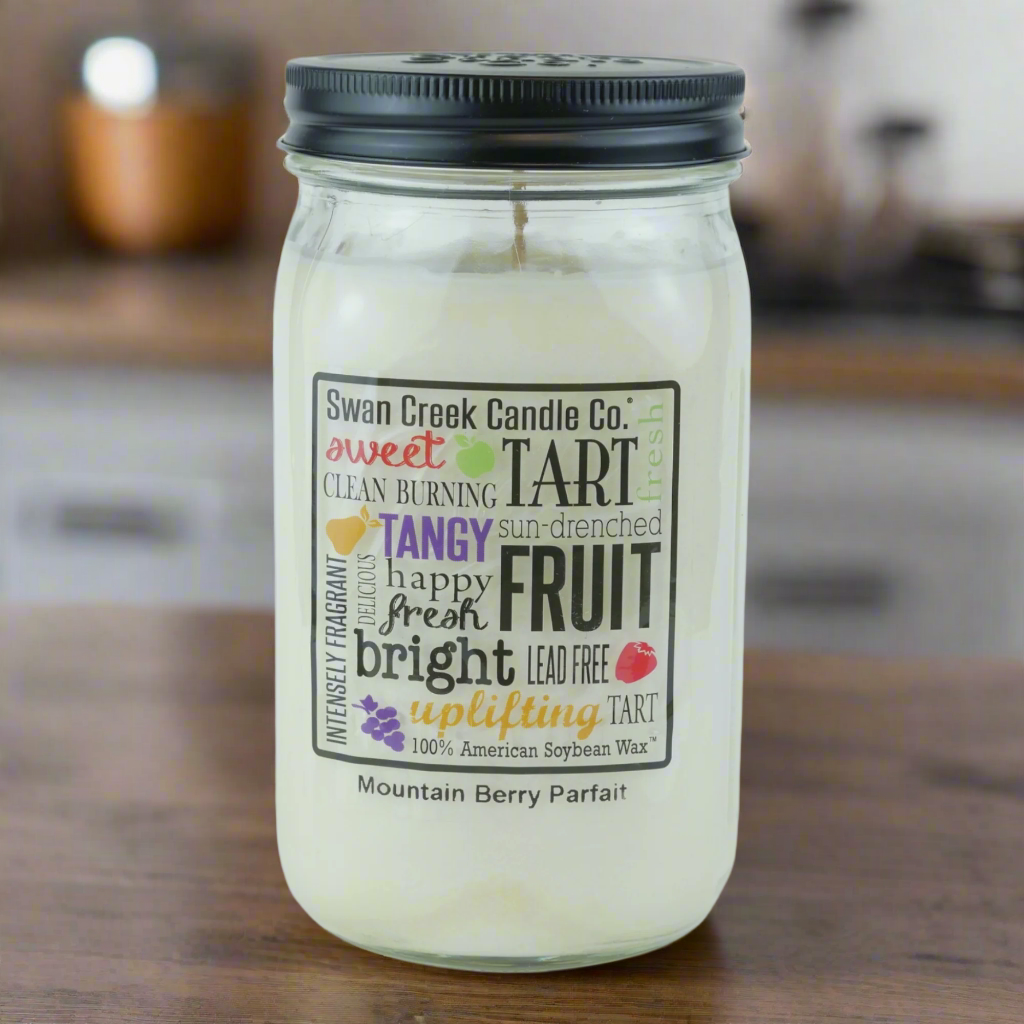 Swan Creek Candle Co.®
sweet TART fresh
CLEAN BURNING
TANGY sun-drenched
happy FRUIT
DELICIOUS
INTENSELY FRAGRANT
fresh
bright LEAD FREE
uplifting TART
100% American Soybean Wax™
Mountain Berry Parfait